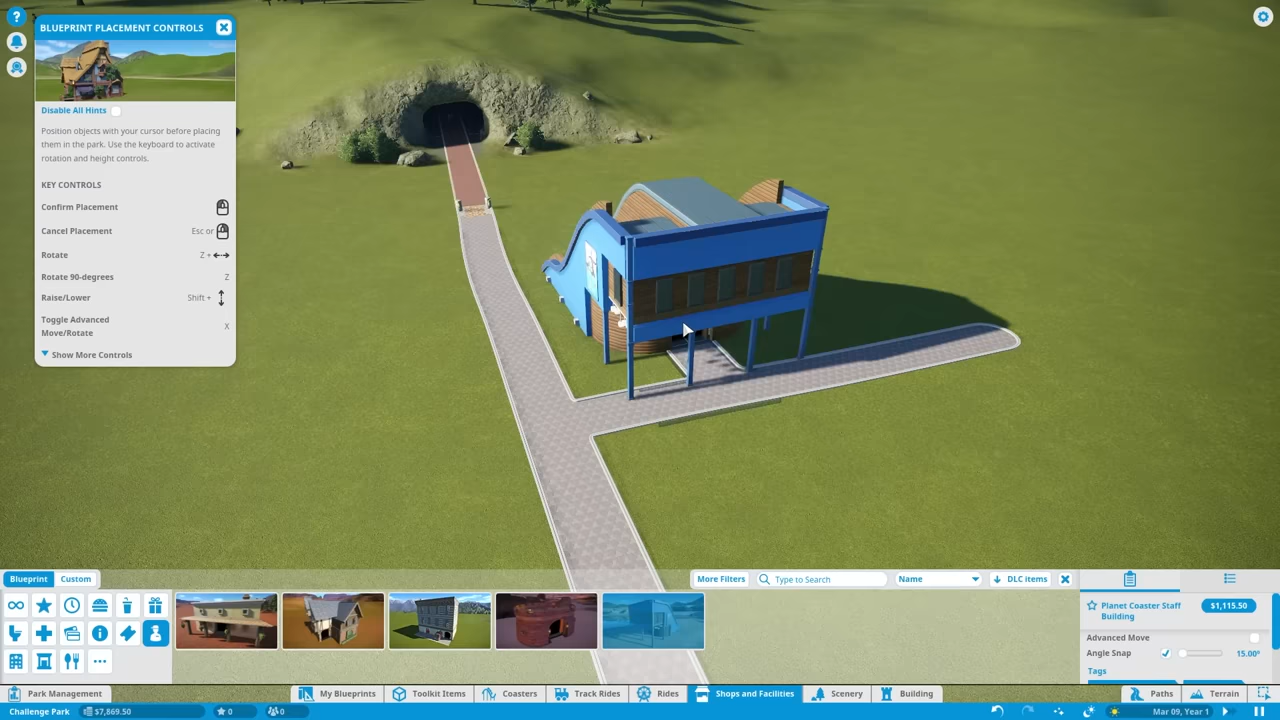 BLUEPRINT PLACEMENT CONTROLS
Disable All Hints
Position objects with your cursor before placing
them in the park. Use the keyboard to activate
rotation and height controls.
KEY CONTROLS
Confirm Placement
Cancel Placement Esc or
Rotate Z +
Rotate 90-degrees Z
Raise/Lower Shift +
Toggle Advanced
Move/Rotate X
Show More Controls
Blueprint Custom
More Filters Type to Search Name DLC items
Planet Coaster Staff
Building
$1,115.50
Advanced Move
Angle Snap 15.00°
Tags
Park Management My Blueprints Toolkit Items Coasters Track Rides Rides Shops and Facilities Scenery Building Paths Terrain
Challenge Park $7,869.50 0 0 Mar 09, Year 1